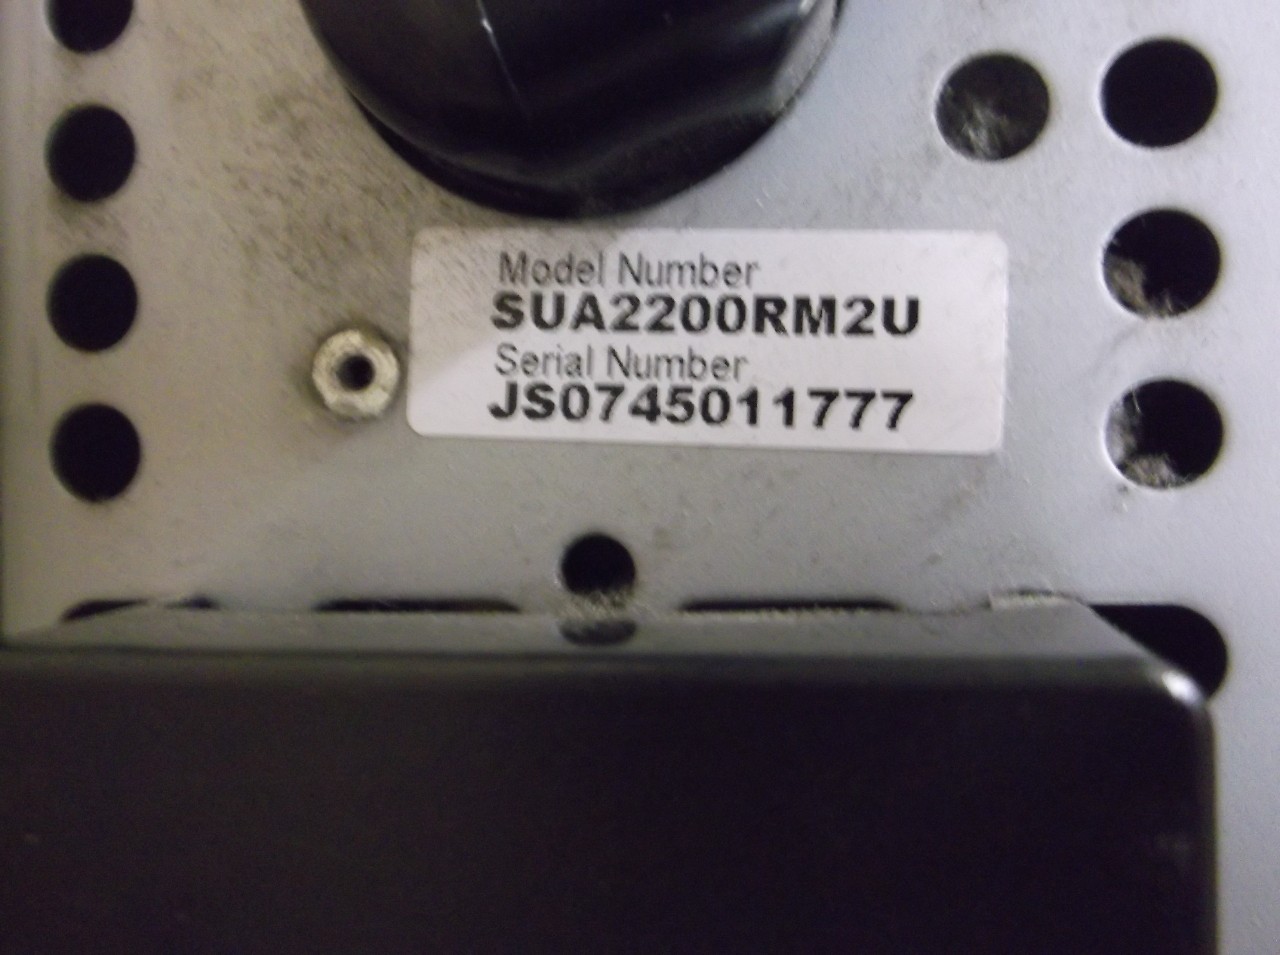 Model Number
SUA2200RM2U
Serial Number
JS0745011777